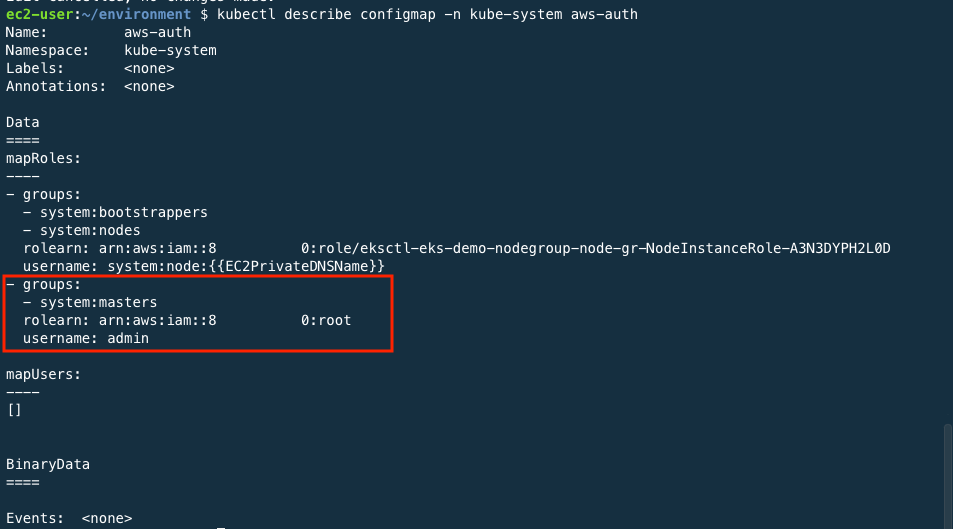 ec2-user:~/environment $ kubectl describe configmap -n kube-system aws-auth
Name:         aws-auth
Namespace:    kube-system
Labels:       <none>
Annotations:  <none>

Data
====
mapRoles:
----
- groups:
  - system:bootstrappers
  - system:nodes
  rolearn: arn:aws:iam::8          0:role/eksctl-eks-demo-nodegroup-node-gr-NodeInstanceRole-A3N3DYPH2L0D
  username: system:node:{{EC2PrivateDNSName}}
- groups:
  - system:masters
  rolearn: arn:aws:iam::8          0:root
  username: admin

mapUsers:
----
[]


BinaryData
====

Events:  <none>